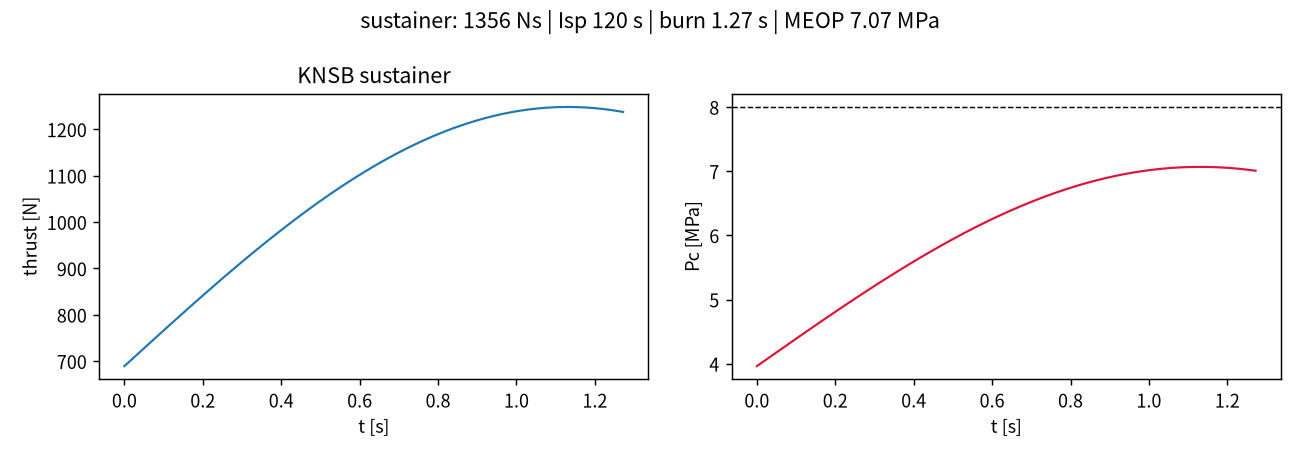 sustainer: 1356 Ns | Isp 120 s | burn 1.27 s | MEOP 7.07 MPa
KNSB sustainer
thrust [N]
1200
1100
1000
900
800
700
0.0 0.2 0.4 0.6 0.8 1.0 1.2
t [s]
Pc [MPa]
8
7
6
5
4
0.0 0.2 0.4 0.6 0.8 1.0 1.2
t [s]